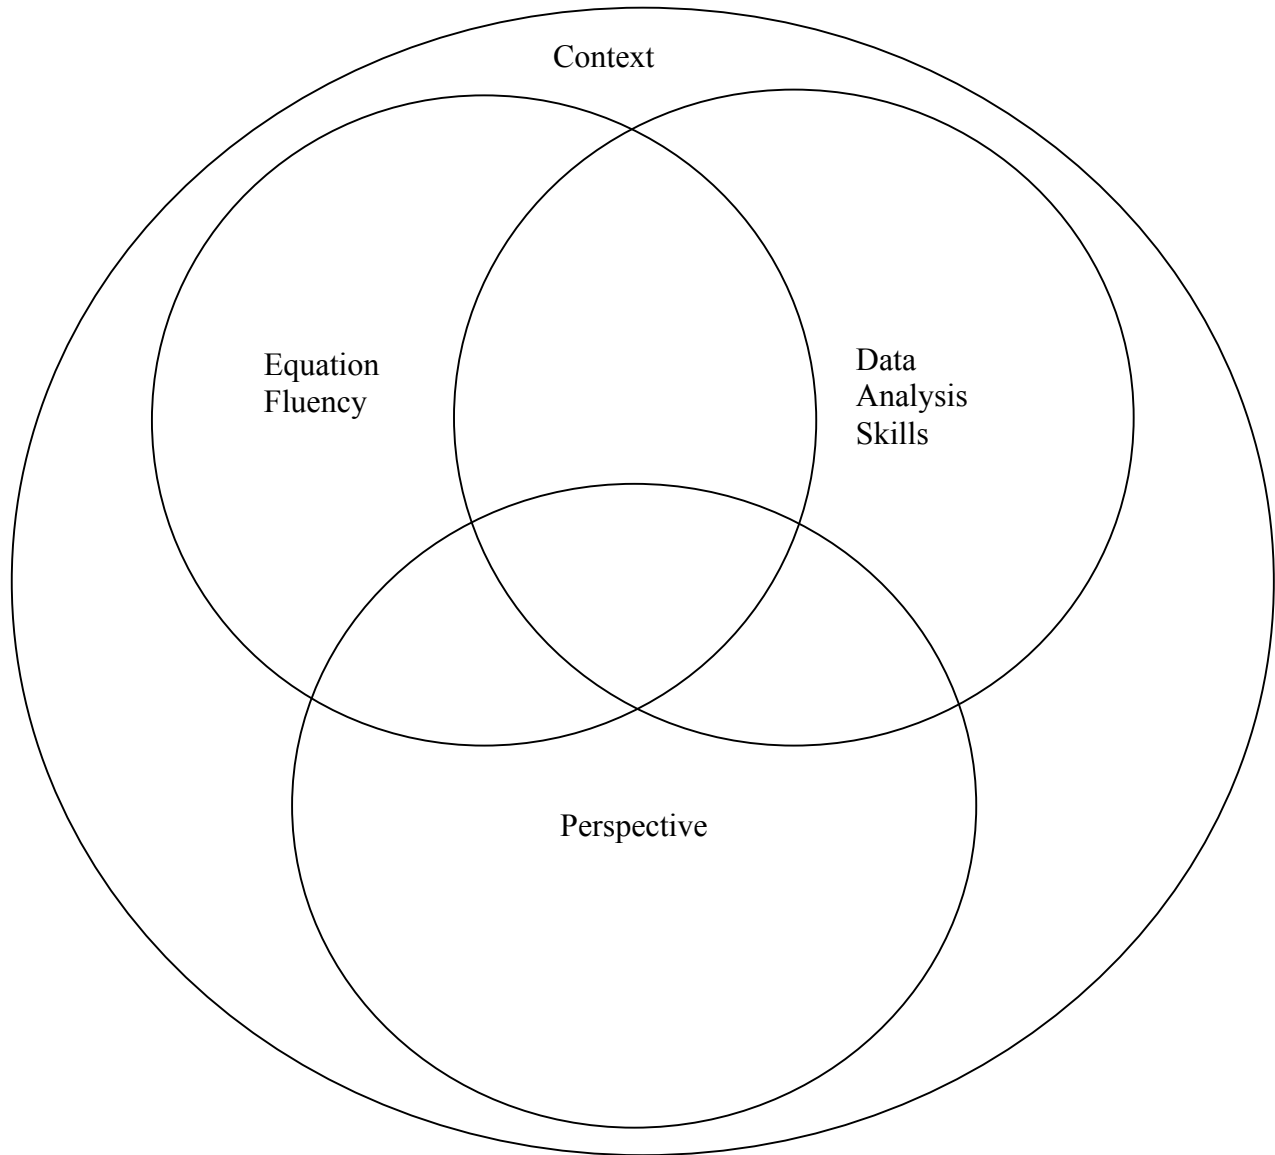 Context
Equation
Fluency
Data
Analysis
Skills
Perspective